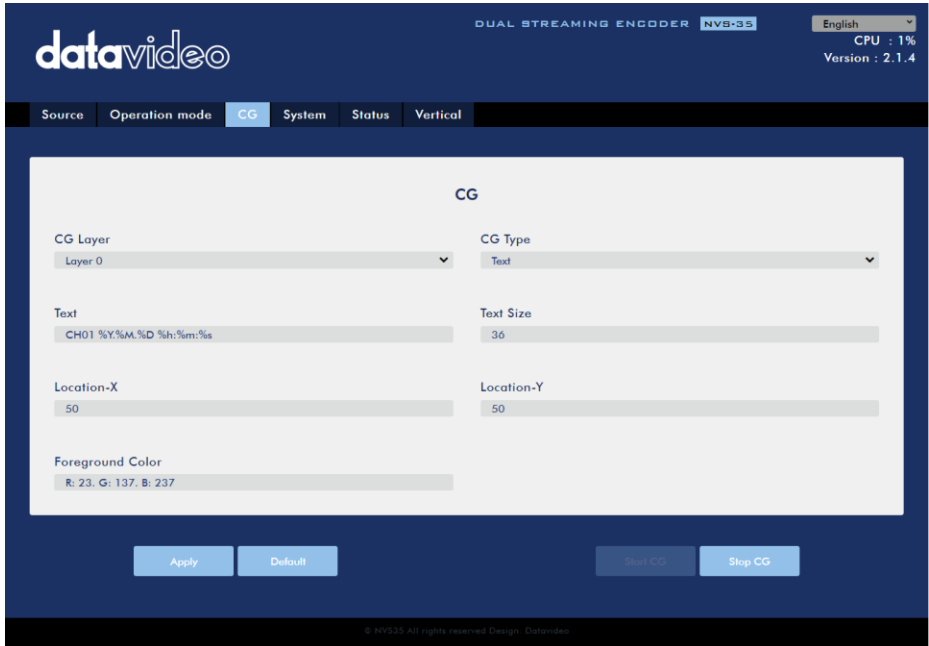 DUAL STREAMING ENCODER NVS-35
English
CPU : 1%
Version : 2.1.4
datavideo
Source Operation mode CG System Status Vertical
CG
CG Layer CG Type
Layer 0 Text
Text Text Size
CH01 %Y.%M.%D %h:%m:%s 36
Location-X Location-Y
50 50
Foreground Color
R: 23. G: 137. B: 237
Apply Default Start CG Stop CG
© NVS35 All rights reserved Design: Datavideo